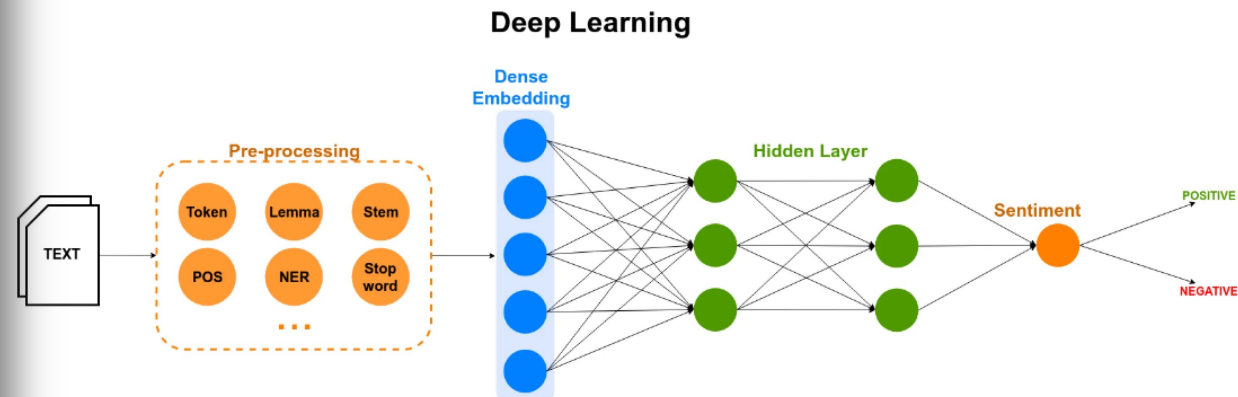 Deep Learning
Dense
Embedding
Pre-processing
Hidden Layer
Token
Lemma
Stem
POS
NER
Stop
word
...
TEXT
Sentiment
POSITIVE
NEGATIVE